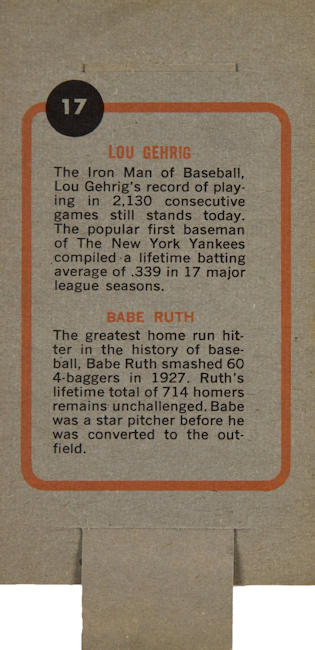 17
LOU GEHRIG
The Iron Man of Baseball,
Lou Gehrig's record of play-
ing in 2,130 consecutive
games still stands today.
The popular first baseman
of The New York Yankees
compiled a lifetime batting
average of .339 in 17 major
league seasons.
BABE RUTH
The greatest home run hit-
ter in the history of base-
ball, Babe Ruth smashed 60
4-baggers in 1927. Ruth's
lifetime total of 714 homers
remains unchallenged. Babe
was a star pitcher before he
was converted to the out-
field.